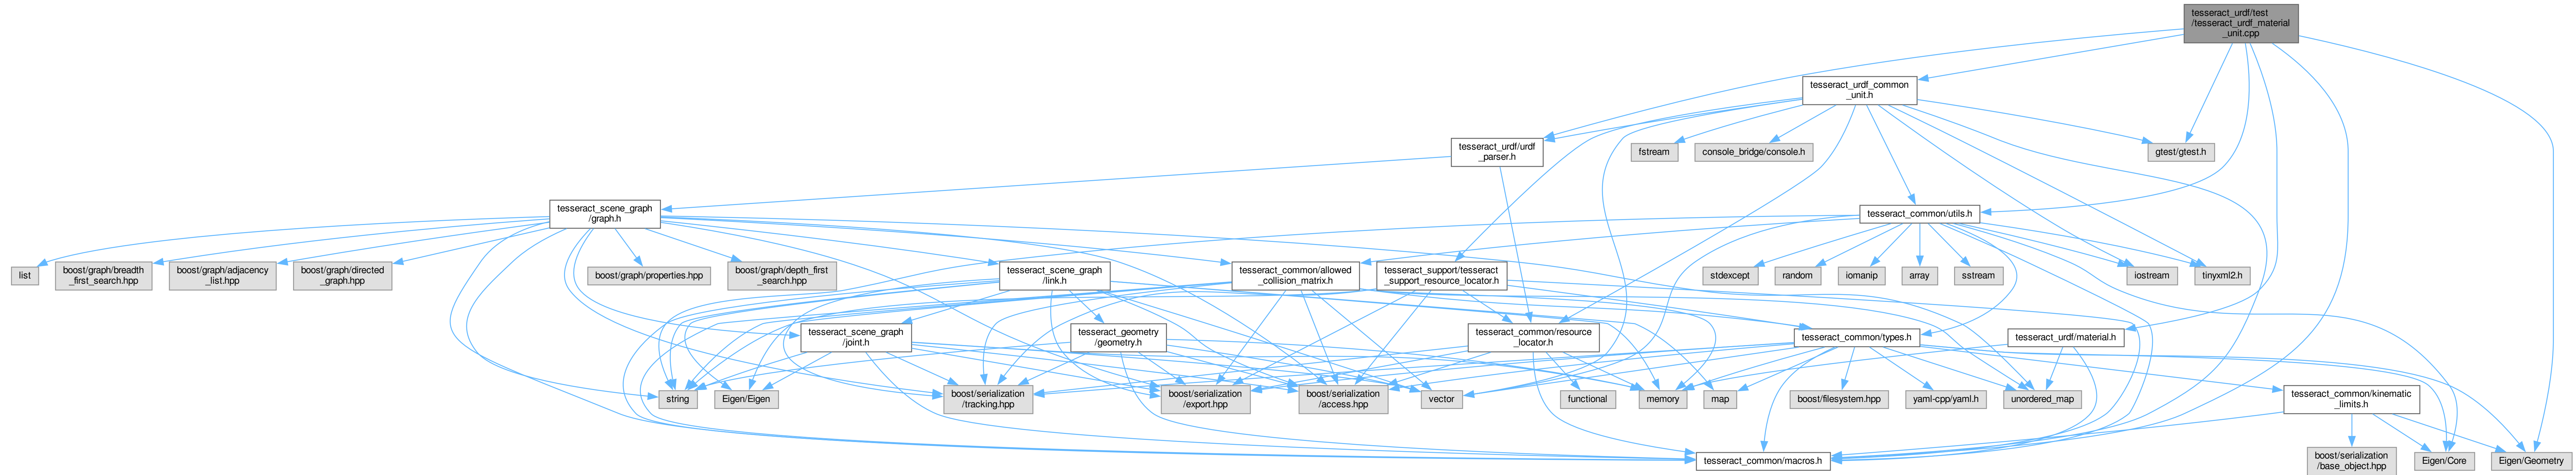 tesseract_urdf/test
/tesseract_urdf_material
_unit.cpp
tesseract_urdf_common
_unit.h
tesseract_urdf/urdf
_parser.h
fstream
console_bridge/console.h
gtest/gtest.h
tesseract_scene_graph
/graph.h
tesseract_common/utils.h
list
boost/graph/breadth
_first_search.hpp
boost/graph/adjacency
_list.hpp
boost/graph/directed
_graph.hpp
boost/graph/properties.hpp
boost/graph/depth_first
_search.hpp
tesseract_scene_graph
/link.h
tesseract_common/allowed
_collision_matrix.h
tesseract_support/tesseract
_support_resource_locator.h
stdexcept
random
iomanip
array
sstream
iostream
tinyxml2.h
tesseract_scene_graph
/joint.h
tesseract_geometry
/geometry.h
tesseract_common/resource
_locator.h
tesseract_common/types.h
tesseract_urdf/material.h
string
Eigen/Eigen
boost/serialization
/tracking.hpp
boost/serialization
/export.hpp
boost/serialization
/access.hpp
vector
functional
memory
map
boost/filesystem.hpp
yaml-cpp/yaml.h
unordered_map
tesseract_common/kinematic
_limits.h
tesseract_common/macros.h
boost/serialization
/base_object.hpp
Eigen/Core
Eigen/Geometry